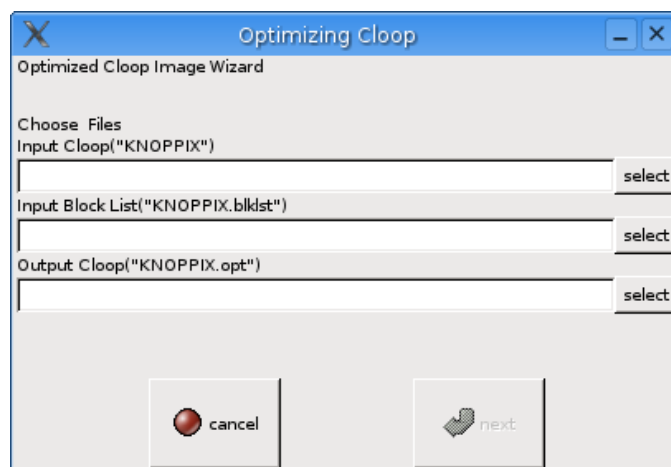 Optimizing Cloop
Optimized Cloop Image Wizard
Choose Files
Input Cloop("KNOPPIX")
select
Input Block List("KNOPPIX.blklst")
select
Output Cloop("KNOPPIX.opt")
select
cancel
next